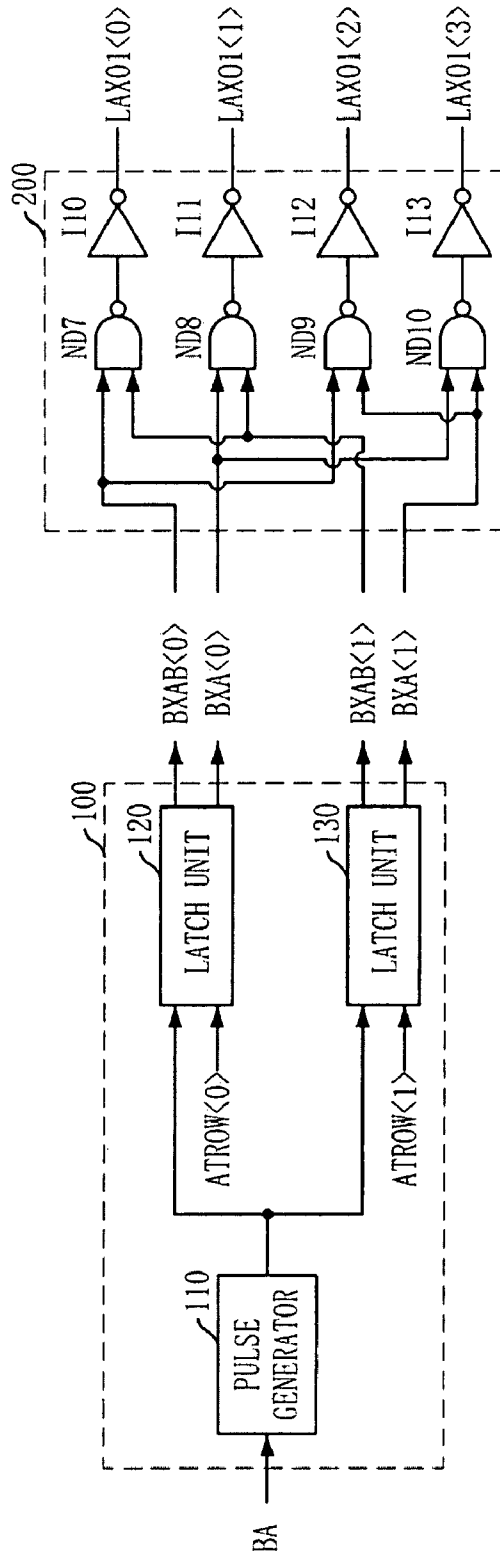 BA
100
110
PULSE
GENERATOR
120
LATCH UNIT
ATROW<0>
130
LATCH UNIT
ATROW<1>
BXAB<0>
BXA<0>
BXAB<1>
BXA<1>
200
ND7
I10
LAX01<0>
ND8
I11
LAX01<1>
ND9
I12
LAX01<2>
ND10
I13
LAX01<3>